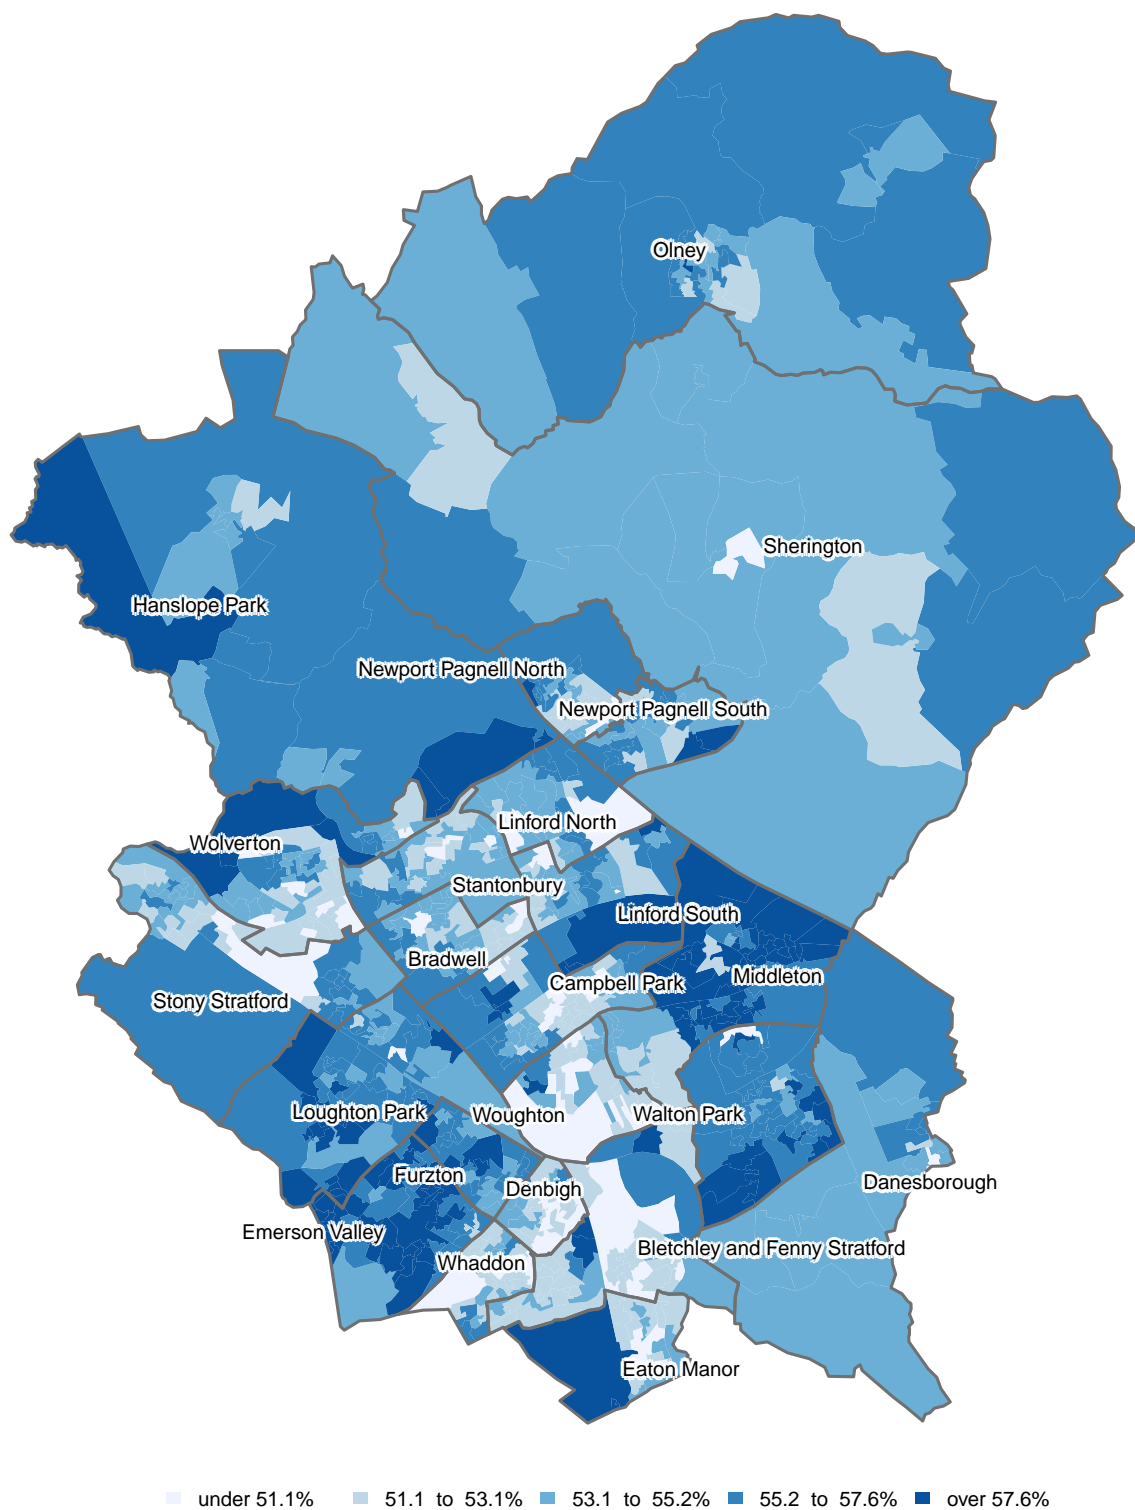 Olney
Sherington
Hanslope Park
Newport Pagnell North
Newport Pagnell South
Linford North
Wolverton
Stantonbury
Linford South
Bradwell
Middleton
Campbell Park
Stony Stratford
Loughton Park
Woughton
Walton Park
Furzton
Danesborough
Denbigh
Emerson Valley
Bletchley and Fenny Stratford
Whaddon
Eaton Manor
under 51.1% 51.1 to 53.1% 53.1 to 55.2% 55.2 to 57.6% over 57.6%